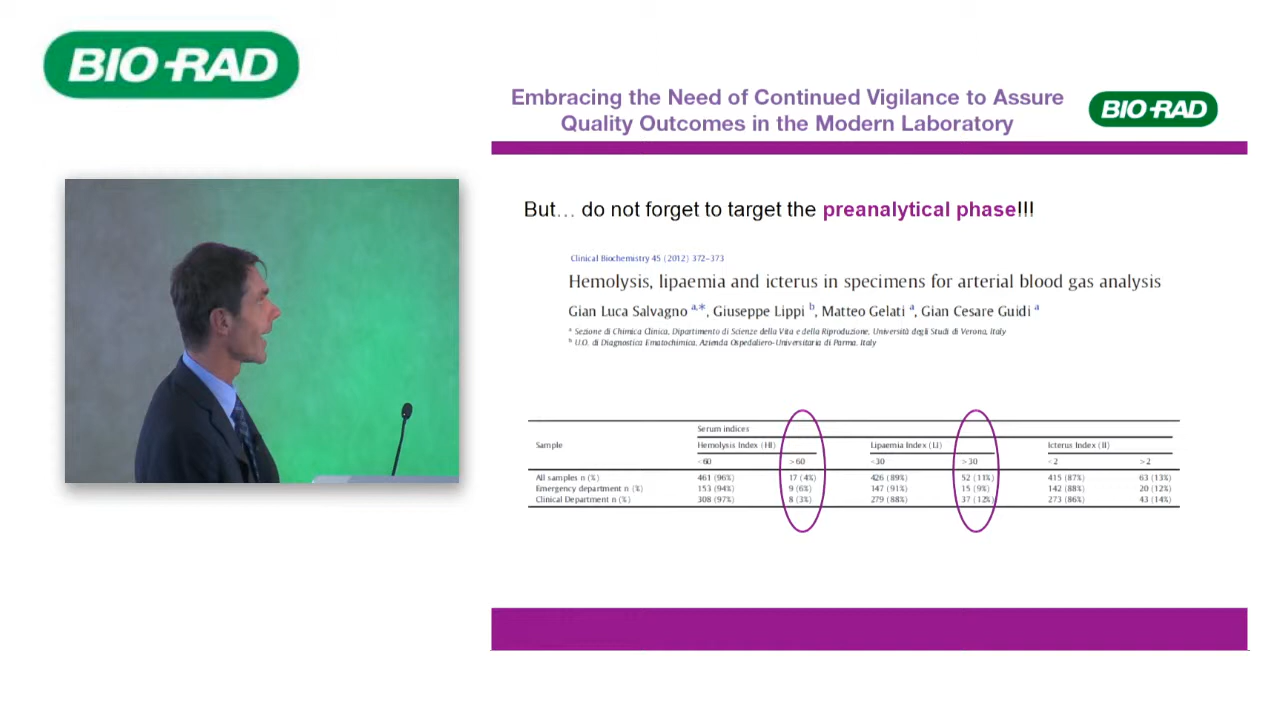 BIO-RAD
Embracing the Need of Continued Vigilance to Assure
Quality Outcomes in the Modern Laboratory
BIO-RAD
But… do not forget to target the preanalytical phase!!!
Clinical Biochemistry 45 (2012) 372–373
Hemolysis, lipaemia and icterus in specimens for arterial blood gas analysis
Gian Luca Salvagno a,*, Giuseppe Lippi b, Matteo Gelati a, Gian Cesare Guidi a
a Sezione di Chimica Clinica, Dipartimento di Scienze della Vita e della Riproduzione, Università degli Studi di Verona, Italy
b U.O. di Diagnostica Ematochimica, Azienda Ospedaliero-Universitaria di Parma, Italy
Serum indices
Sample Hemolysis Index (HI) Lipaemia Index (LI) Icterus Index (II)
<60 >60 <30 >30 <2 >2
All samples n (%) 461 (96%) 17 (4%) 426 (89%) 52 (11%) 415 (87%) 63 (13%)
Emergency department n (%) 153 (94%) 9 (6%) 147 (91%) 15 (9%) 142 (88%) 20 (12%)
Clinical Department n (%) 308 (97%) 8 (3%) 279 (88%) 37 (12%) 273 (86%) 43 (14%)